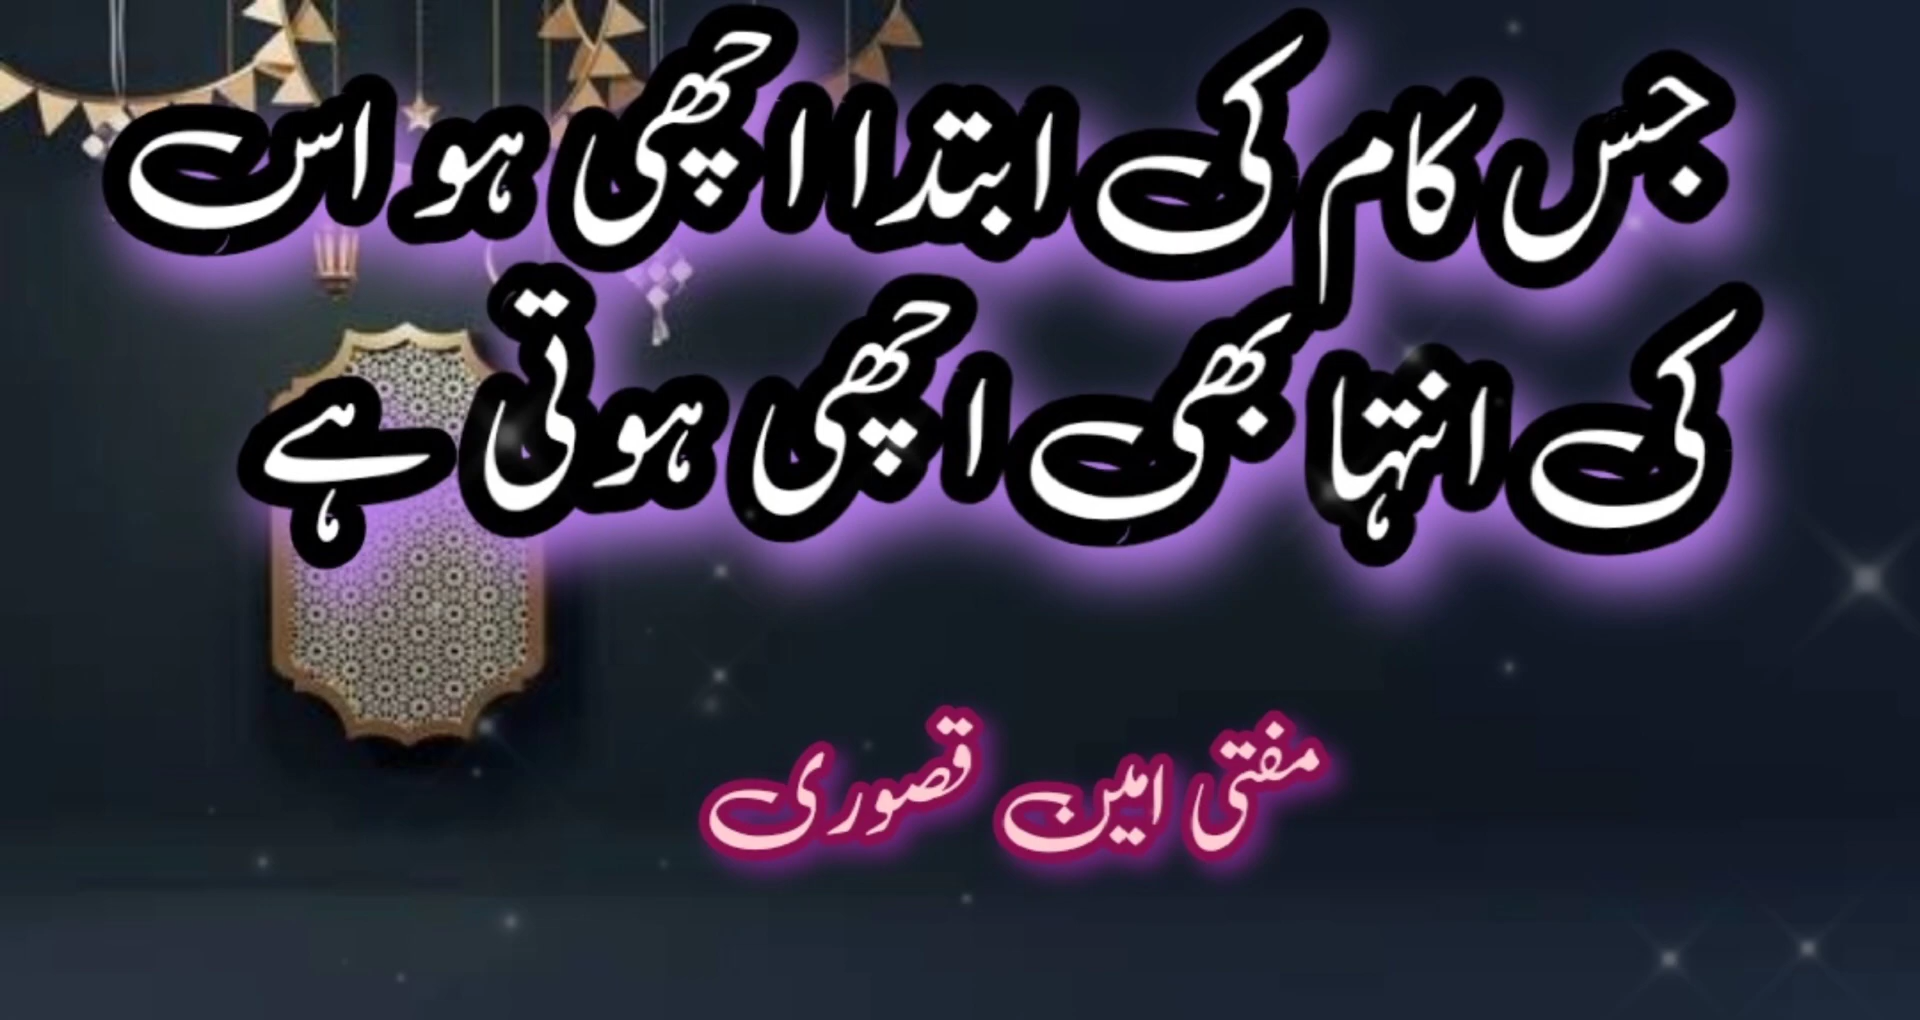 جس کام کی ابتدا اچھی ہو اس
کی انتہا بھی اچھی ہوتی ہے
مفتی امین قصوری